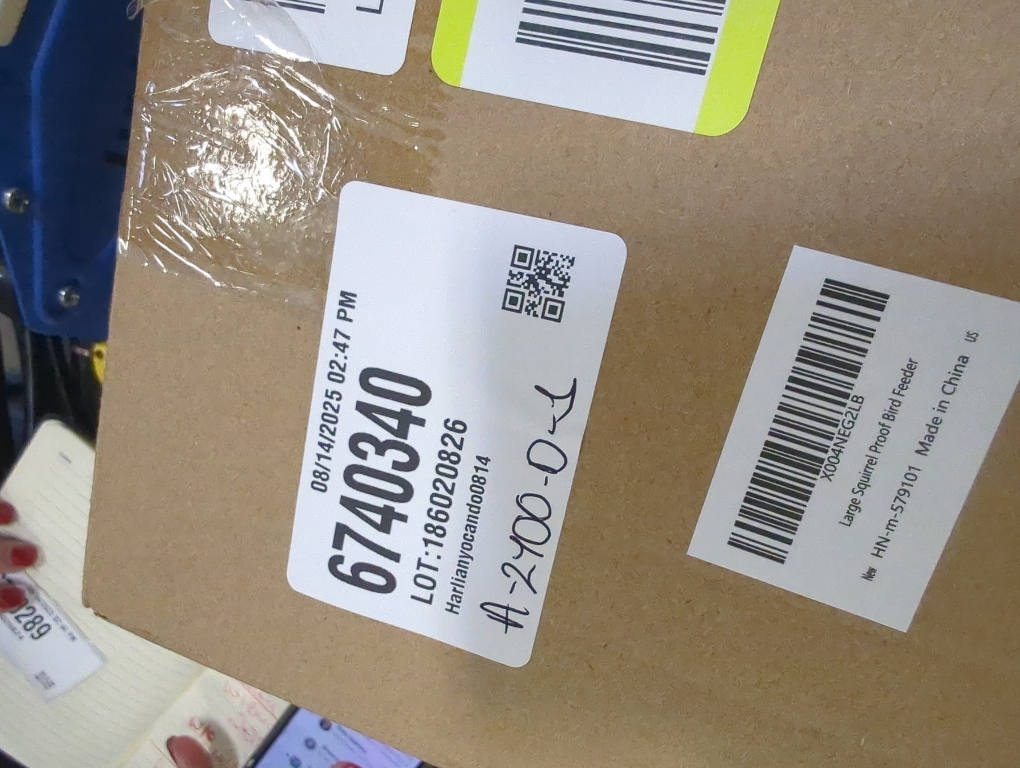 08/14/2025 02:47 PM
6740340
LOT:186020826
Harlianyocando0814
A-2400-0-1
X004NEG2LB
Large Squirrel Proof Bird Feeder
New HN-m-579101 Made in China US
289